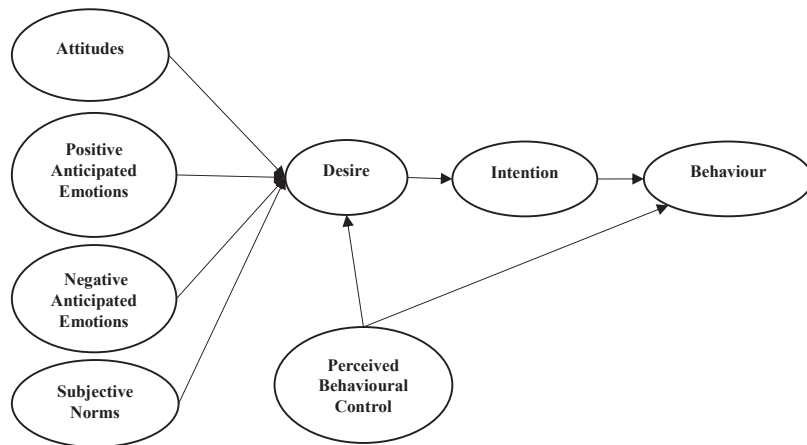 Attitudes
Positive
Anticipated
Emotions
Negative
Anticipated
Emotions
Subjective
Norms
Desire
Intention
Behaviour
Perceived
Behavioural
Control